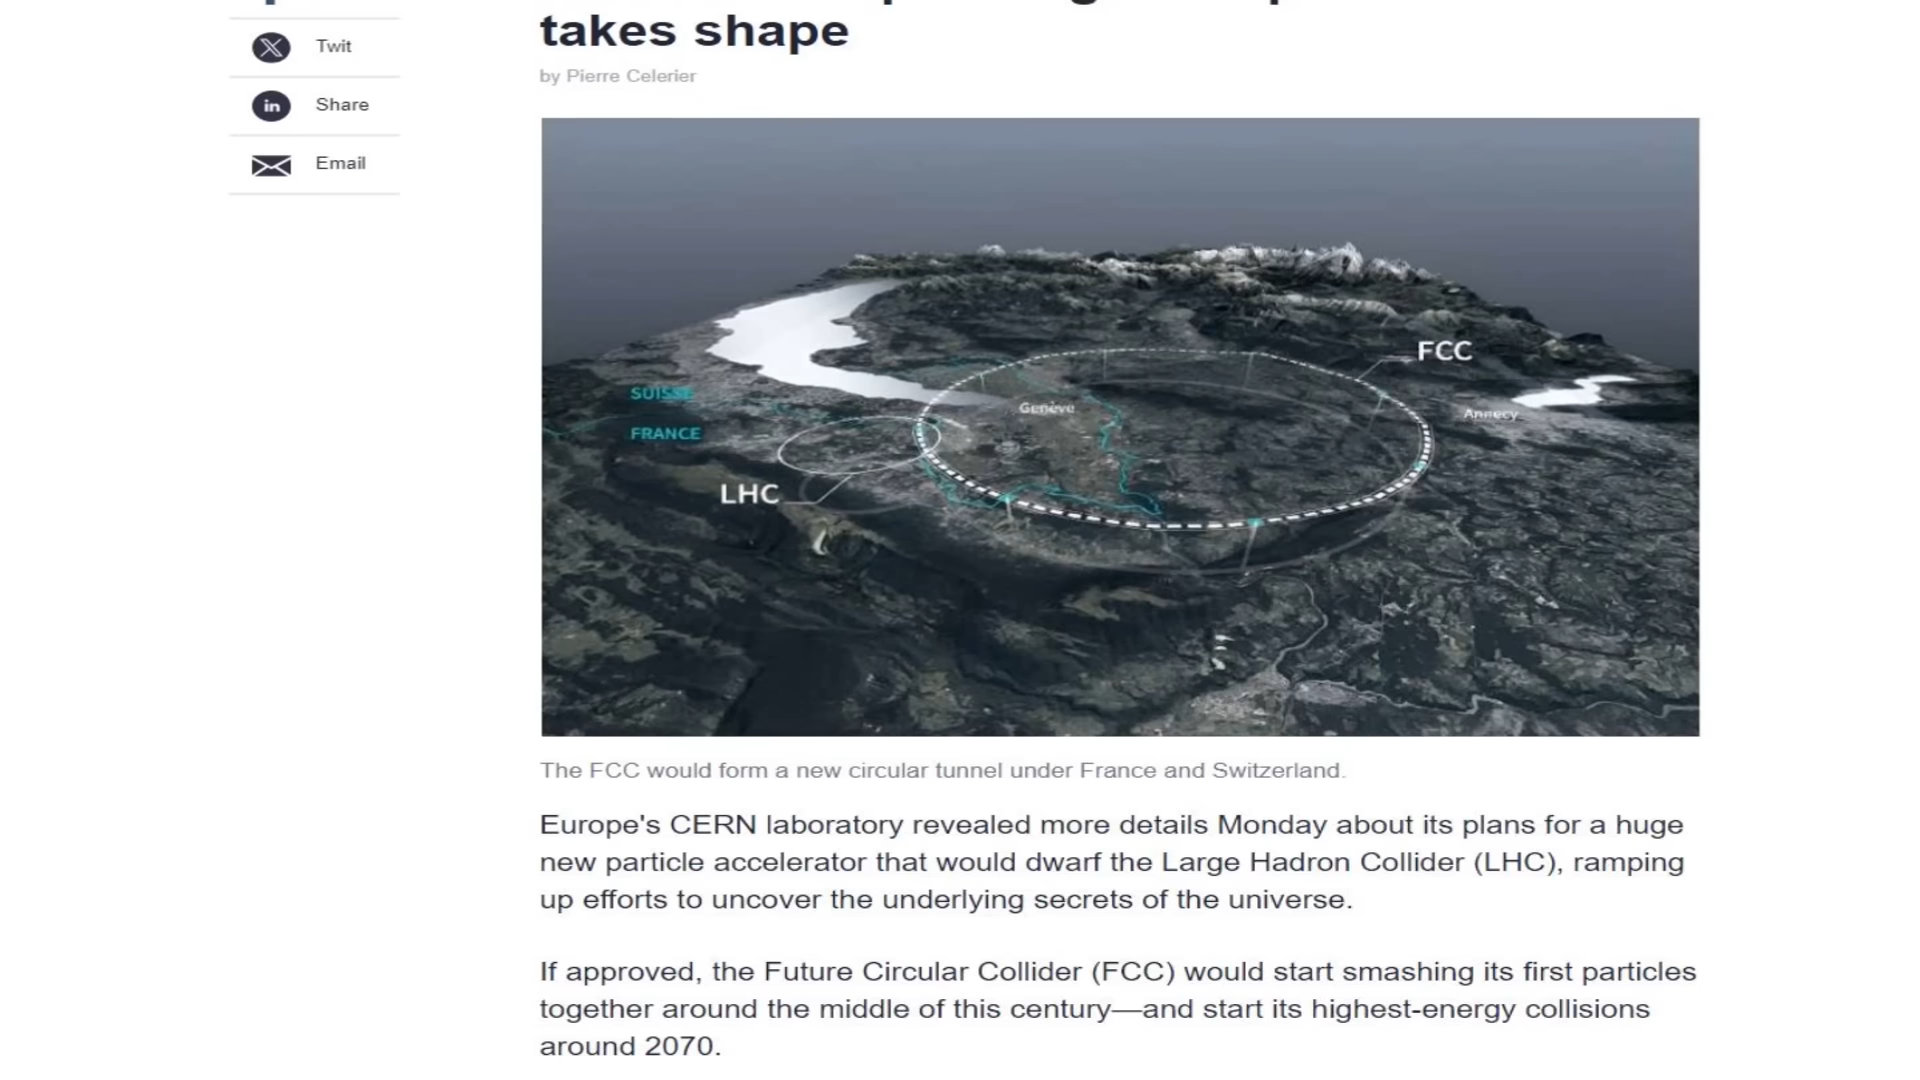 takes shape
by Pierre Celerier
Twit
in Share
Email
FCC
SUISSE
Genève
Annecy
FRANCE
LHC
The FCC would form a new circular tunnel under France and Switzerland.
Europe's CERN laboratory revealed more details Monday about its plans for a huge
new particle accelerator that would dwarf the Large Hadron Collider (LHC), ramping
up efforts to uncover the underlying secrets of the universe.
If approved, the Future Circular Collider (FCC) would start smashing its first particles
together around the middle of this century—and start its highest-energy collisions
around 2070.